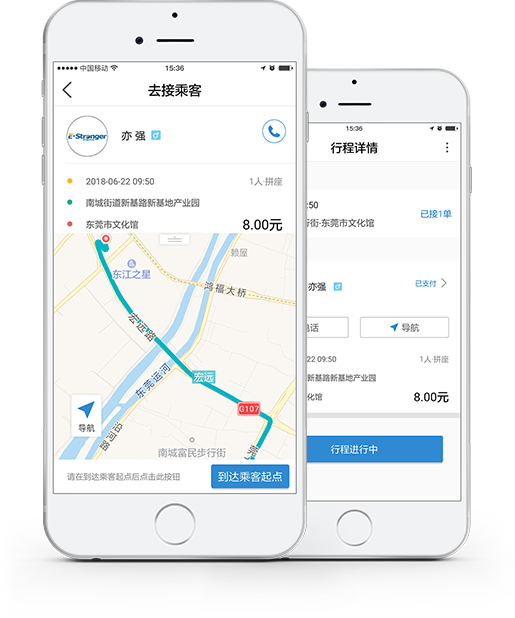 中国移动 15:36
去接乘客
E-Stranger 亦 强
2018-06-22 09:50 1人·拼座
南城街道新基路新基地产业园
东莞市文化馆 8.00元
赖屋
东江之星
鸿福大桥
宏远路
东莞运河
宏远
G107
导航
南城富民步行街
请在到达乘客起点后点击此按钮 到达乘客起点
15:36
行程详情
:50 已接1单
街-东莞市文化馆
亦强 已支付
电话 导航
22 09:50 1人·拼座
新基路新基地产业园
化馆 8.00元
行程进行中